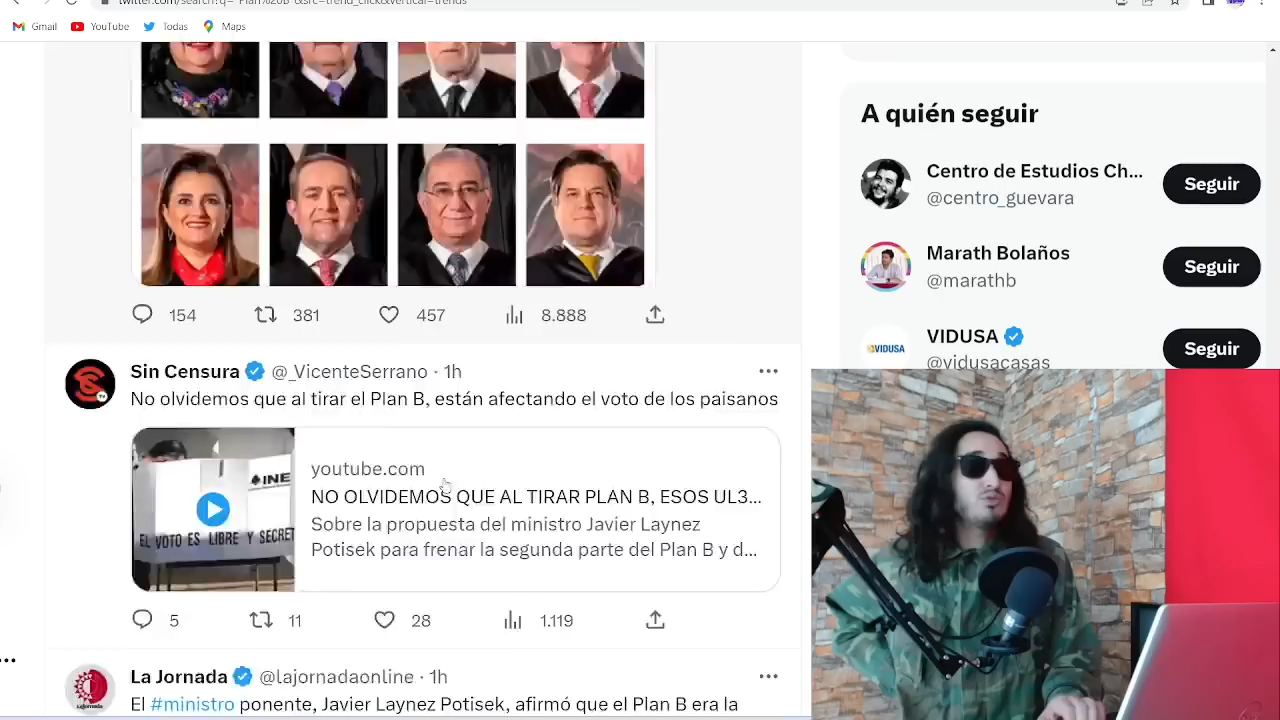 twitter.com/search?q=
Gmail
YouTube
Todas
Maps
154
381
457
8.888
Sin Censura @_VicenteSerrano · 1h
No olvidemos que al tirar el Plan B, están afectando el voto de los paisanos
INE
EL VOTO ES LIBRE Y SECRET
youtube.com
NO OLVIDEMOS QUE AL TIRAR PLAN B, ESOS UL3...
Sobre la propuesta del ministro Javier Laynez
Potisek para frenar la segunda parte del Plan B y d...
5
11
28
1.119
La Jornada @lajornadaonline · 1h
El #ministro ponente, Javier Laynez Potisek, afirmó que el Plan B era la
A quién seguir
Centro de Estudios Ch...
@centro_guevara
Seguir
Marath Bolaños
@marathb
Seguir
VIDUSA
VIDUSA
@vidusacasas
Seguir